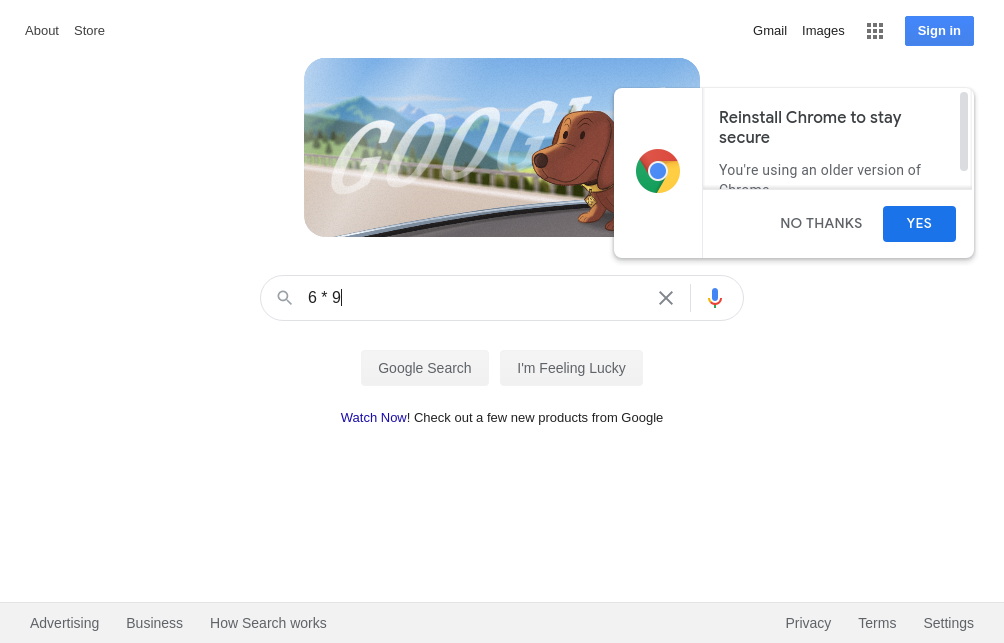 About Store Gmail Images Sign in
GOOGL
Reinstall Chrome to stay
secure
You're using an older version of
NO THANKS YES
6 * 9
Google Search I'm Feeling Lucky
Watch Now! Check out a few new products from Google
Advertising Business How Search works Privacy Terms Settings